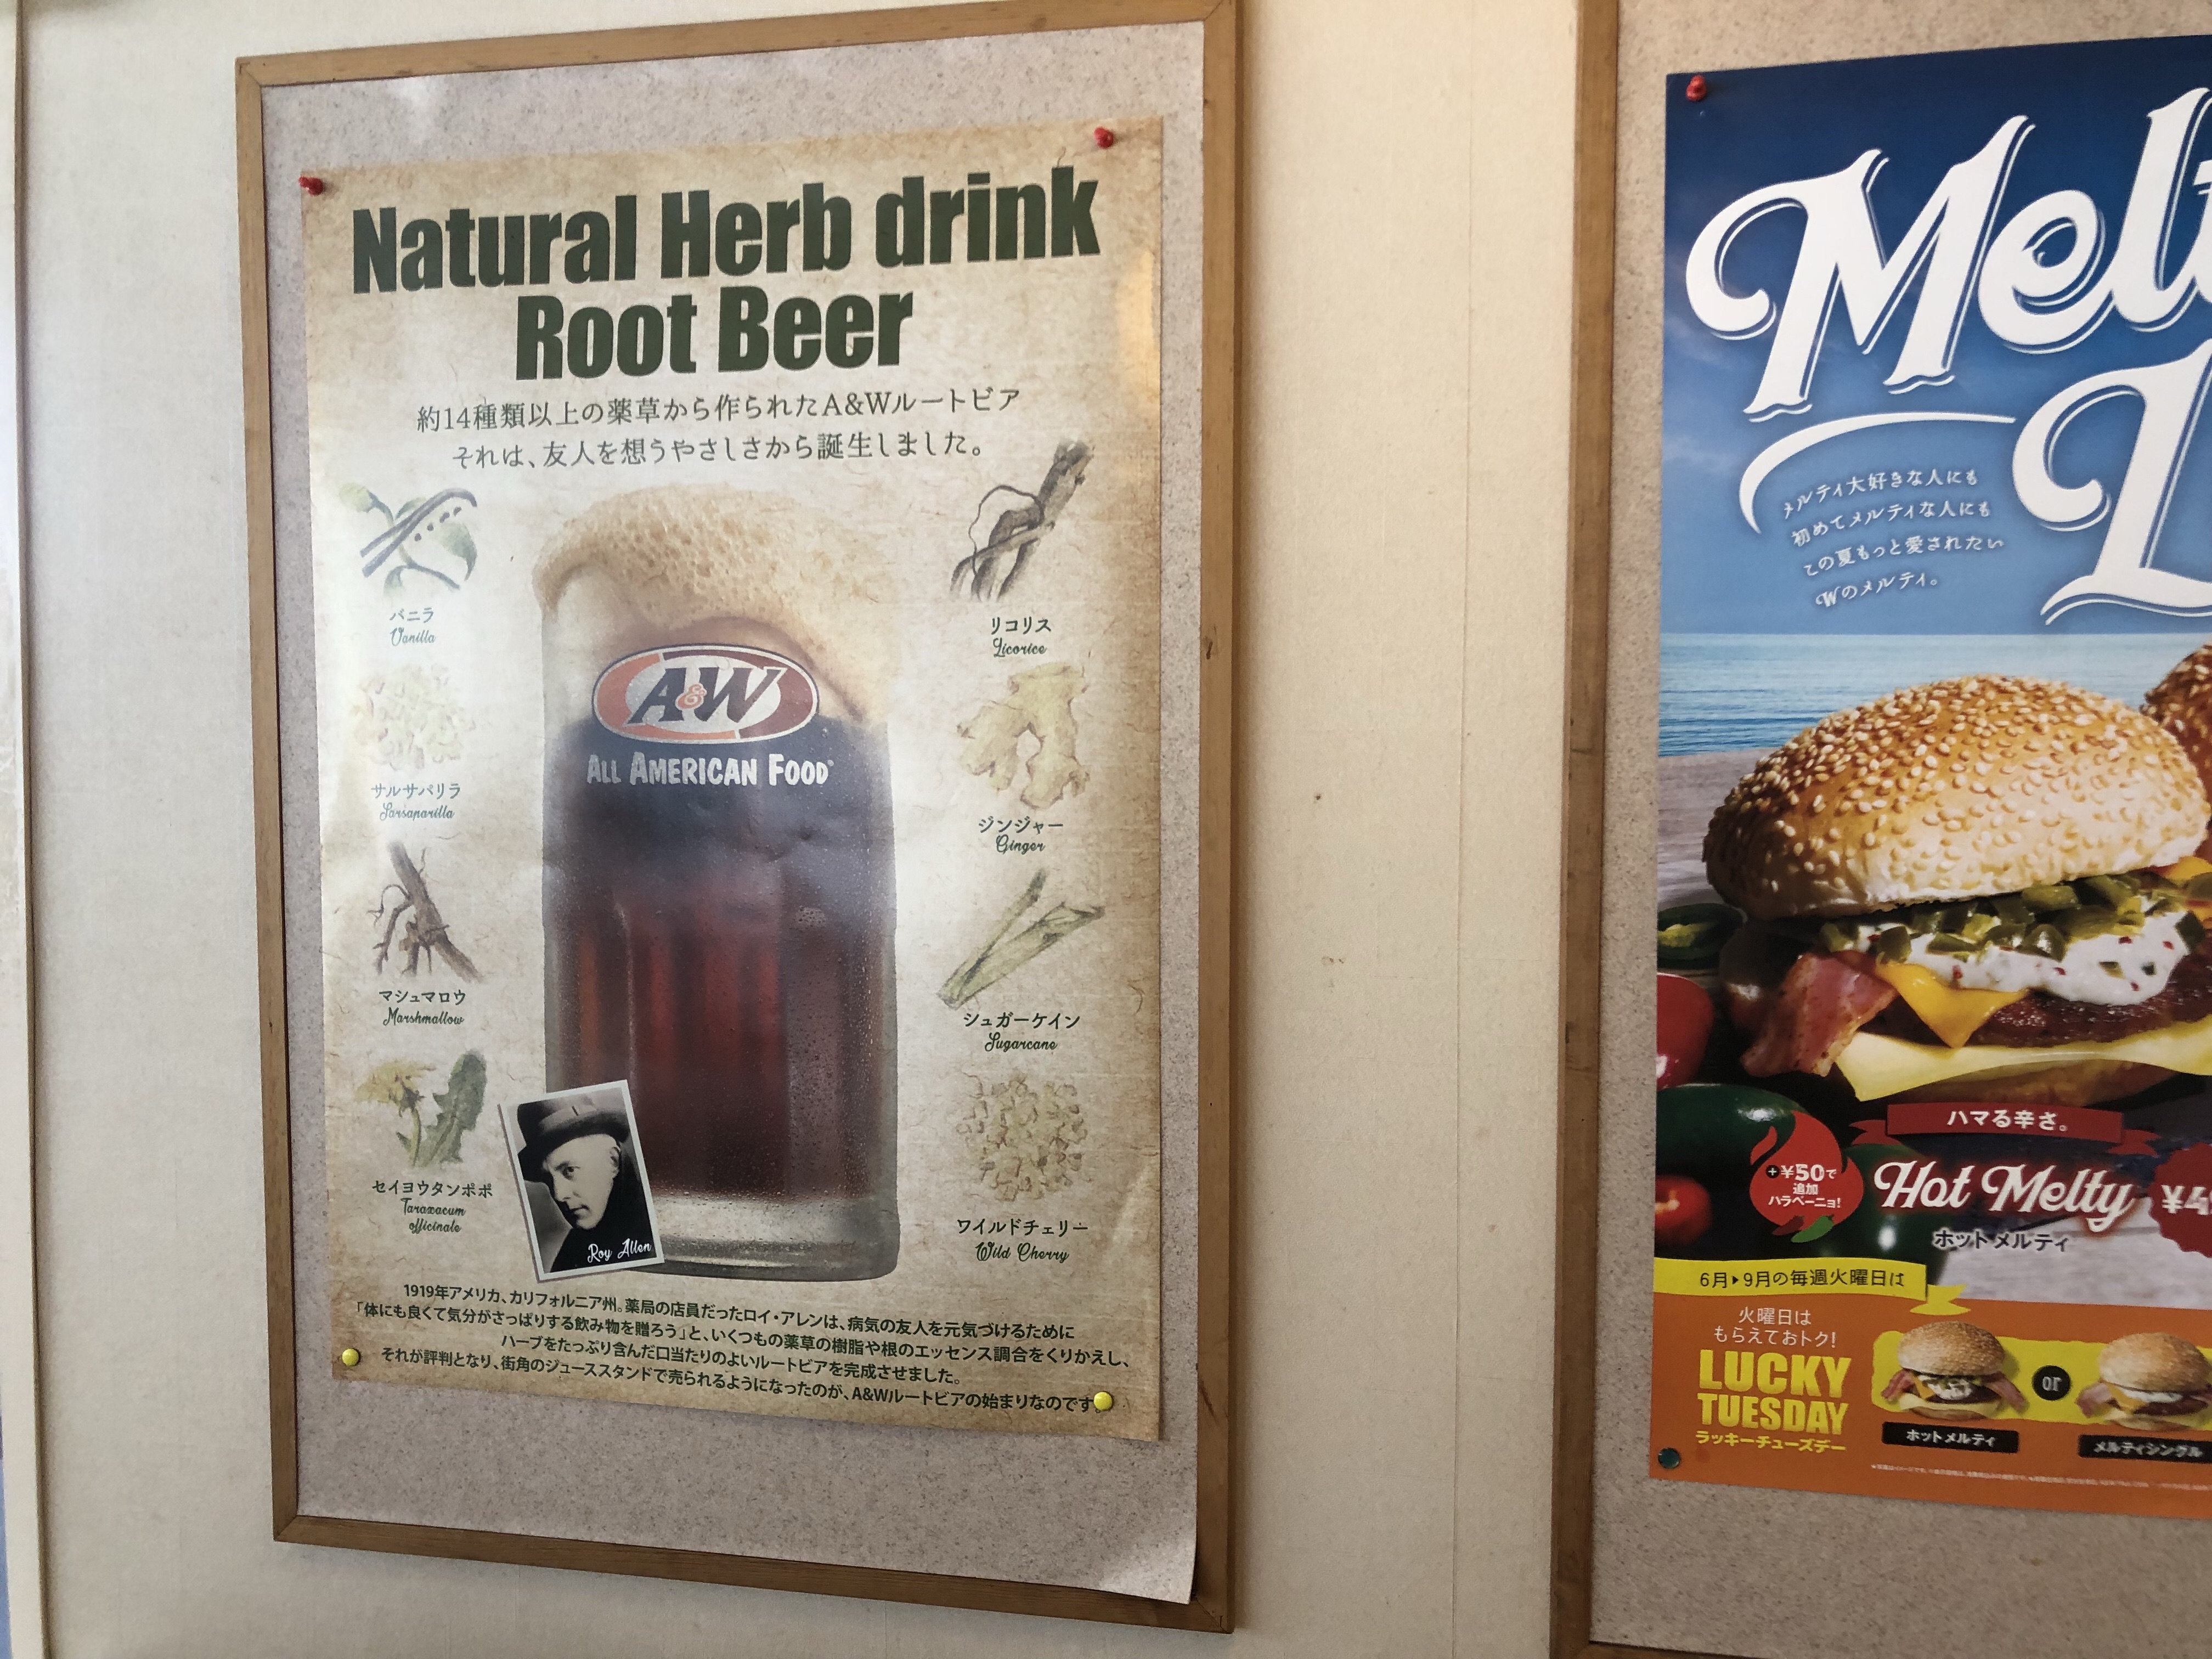 Natural Herb drink
Root Beer
約14種類以上の薬草から作られたA&Wルートビア
それは、友人を想うやさしさから誕生しました。
バニラ
Vanilla
サルサパリラ
Sarsaparilla
マシュマロウ
Marshmallow
セイヨウタンポポ
Taraxacum
officinale
A&W
ALL AMERICAN FOOD
Roy Allen
リコリス
Licorice
ジンジャー
Ginger
シュガーケイン
Sugarcane
ワイルドチェリー
Wild Cherry
1919年アメリカ、カリフォルニア州。薬局の店員だったロイ・アレンは、病気の友人を元気づけるために
「体にも良くて気分がさっぱりする飲み物を贈ろう」と、いくつもの薬草の樹脂や根のエッセンス調合をくりかえし、
ハーブをたっぷり含んだ口当たりのよいルートビアを完成させました。
それが評判となり、街角のジューススタンドで売られるようになったのが、A&Wルートビアの始まりなのです。
Mel
L
メルティ大好きな人にも
初めてメルティな人にも
この夏もっと愛されたい
Wのメルティ。
ハマる辛さ。
+¥50で
追加
ハラペーニョ!
Hot Melty
¥4
ホットメルティ
6月▶9月の毎週火曜日は
火曜日は
もらえておトク!
LUCKY
TUESDAY
ラッキーチューズデー
or
ホットメルティ
メルティシングル